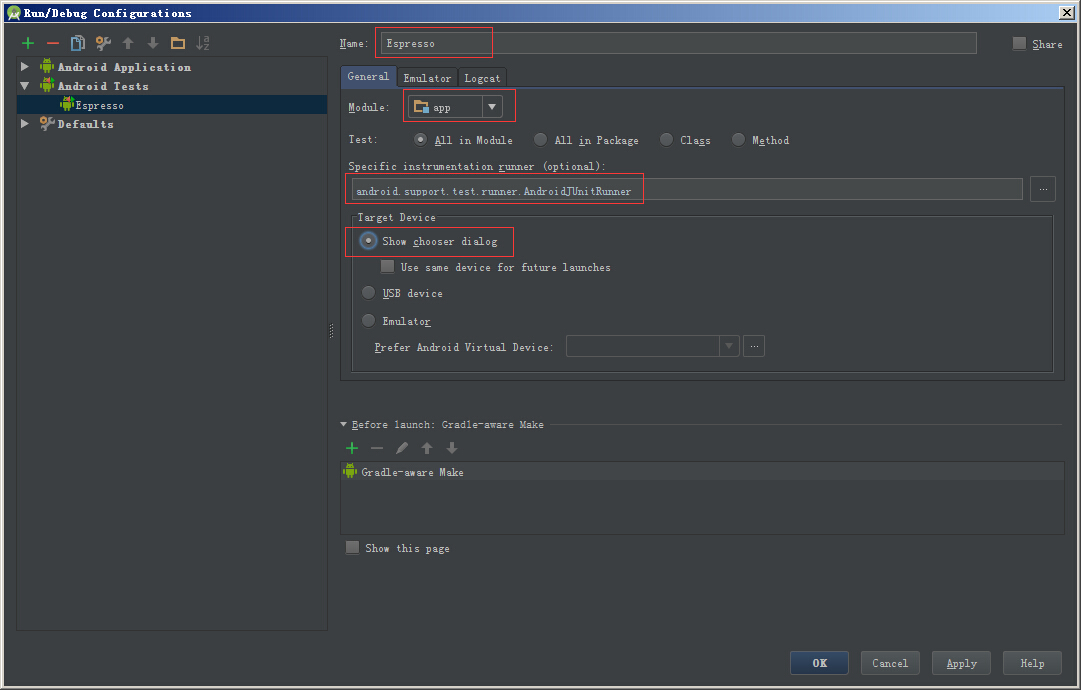 Run/Debug Configurations
Name: Espresso
Share
Android Application
Android Tests
Espresso
Defaults
General Emulator Logcat
Module: app
Test: All in Module All in Package Class Method
Specific instrumentation runner (optional):
android.support.test.runner.AndroidJUnitRunner ...
Target Device
Show chooser dialog
Use same device for future launches
USB device
Emulator
Prefer Android Virtual Device: ...
Before launch: Gradle-aware Make
Gradle-aware Make
Show this page
OK Cancel Apply Help